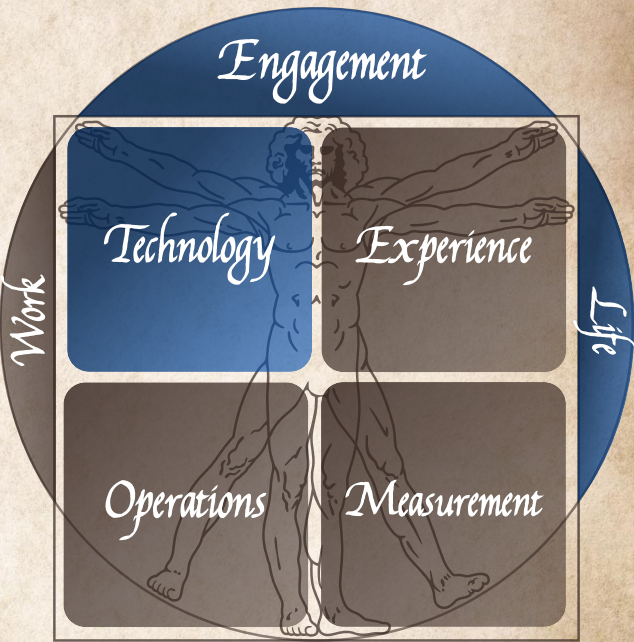 Engagement
Technology
Experience
Work
Life
Operations
Measurement